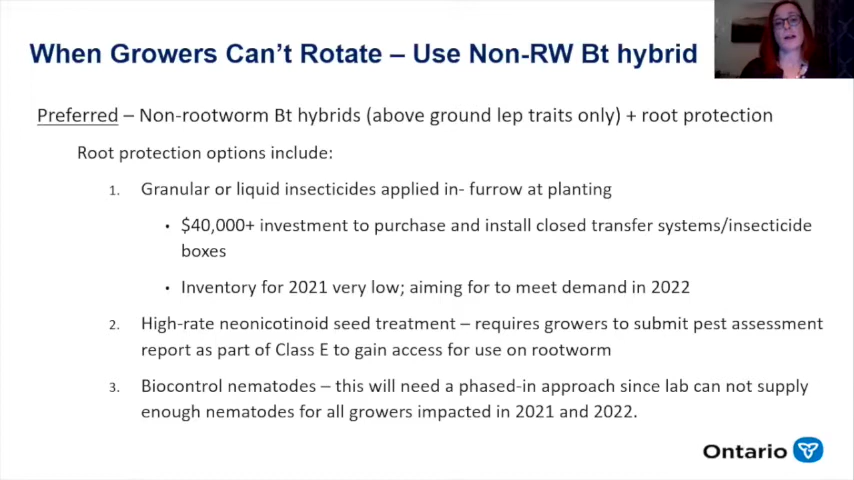 When Growers Can't Rotate – Use Non-RW Bt hybrid
Preferred – Non-rootworm Bt hybrids (above ground lep traits only) + root protection
Root protection options include:
1. Granular or liquid insecticides applied in- furrow at planting
• $40,000+ investment to purchase and install closed transfer systems/insecticide
boxes
• Inventory for 2021 very low; aiming for to meet demand in 2022
2. High-rate neonicotinoid seed treatment – requires growers to submit pest assessment
report as part of Class E to gain access for use on rootworm
3. Biocontrol nematodes – this will need a phased-in approach since lab can not supply
enough nematodes for all growers impacted in 2021 and 2022.
Ontario